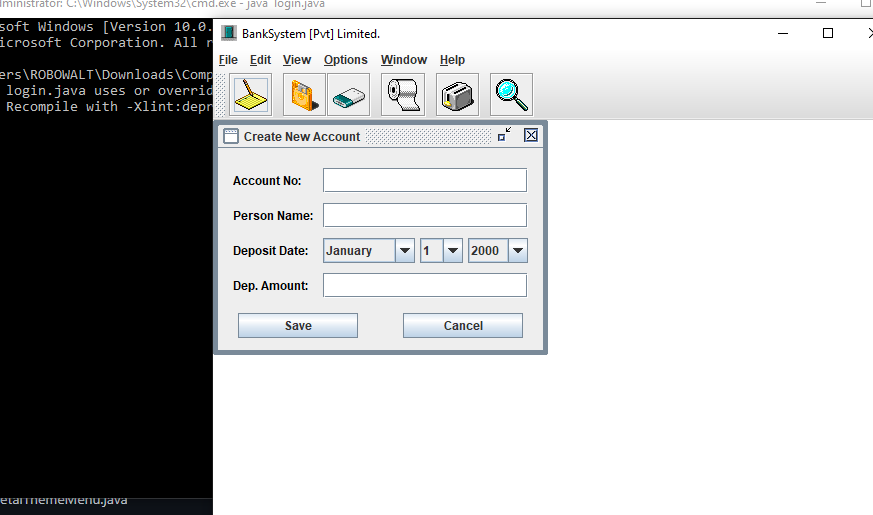 dministrator: C:\Windows\System32\cmd.exe - java login.java
soft Windows [Version 10.0.
icrosoft Corporation. All r
ers\ROBOWALT\Downloads\Comp
login.java uses or overrid
Recompile with -Xlint:depr
BankSystem [Pvt] Limited.
File Edit View Options Window Help
Create New Account
Account No:
Person Name:
Deposit Date: January 1 2000
Dep. Amount:
Save Cancel
etalThemeMenu.java